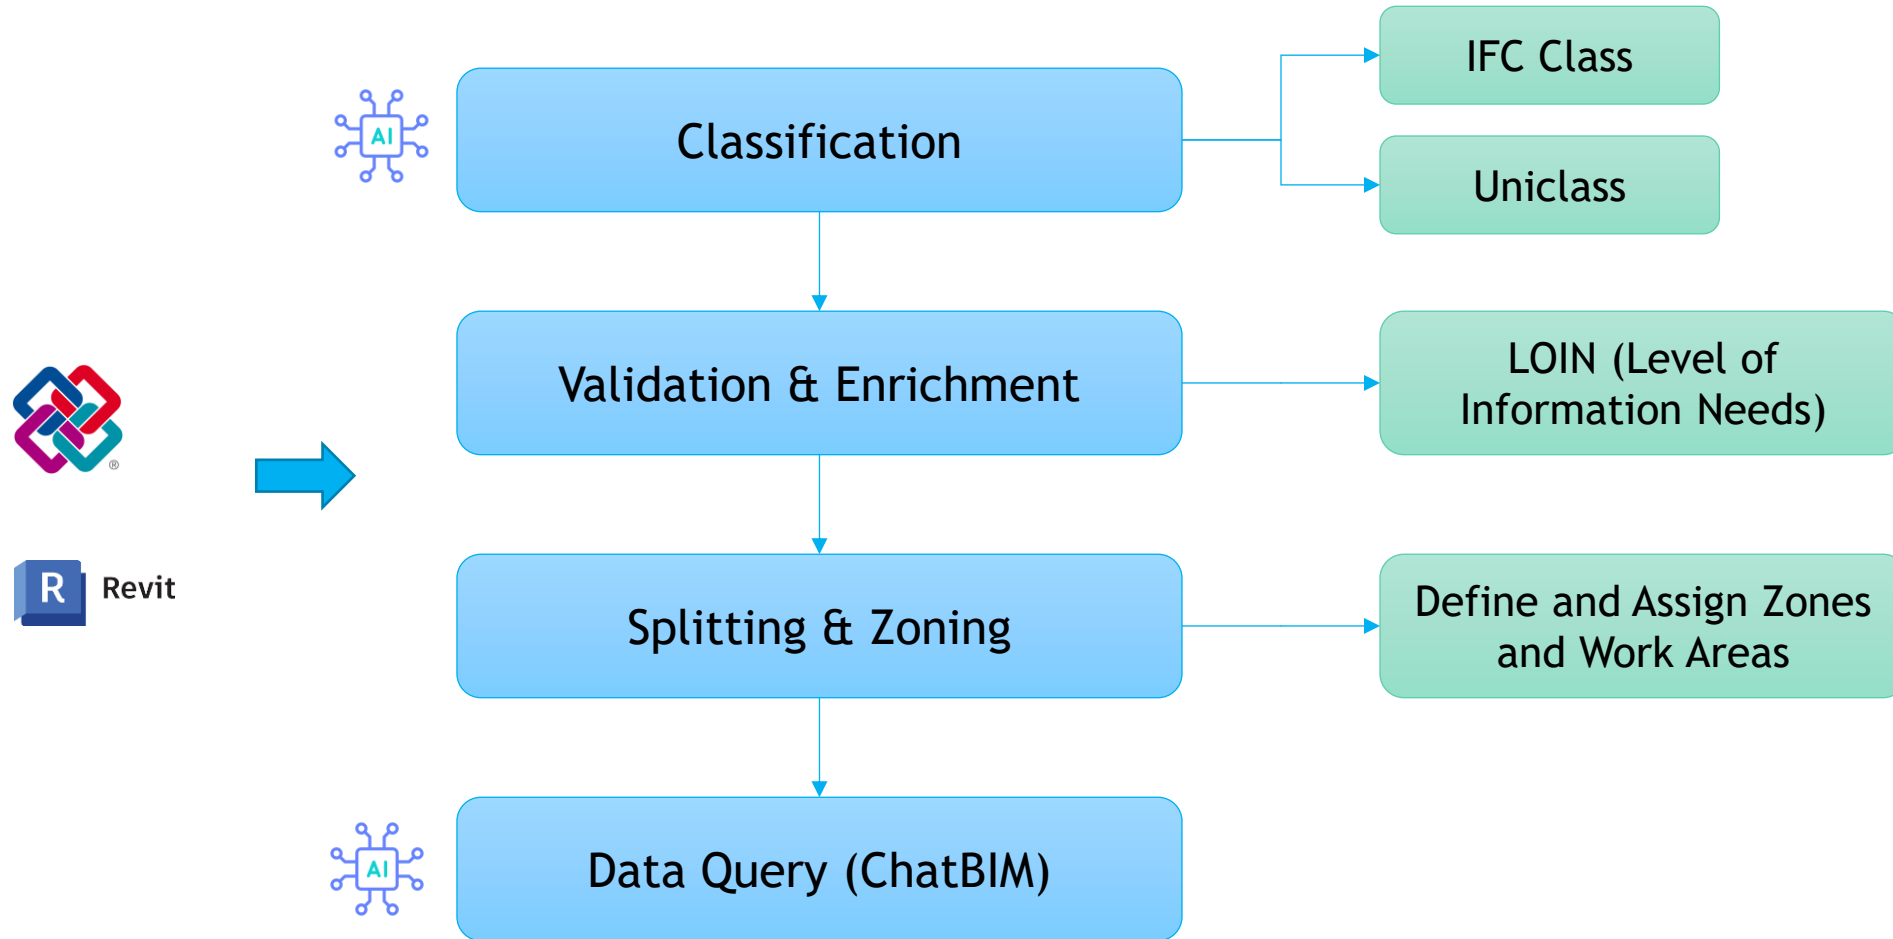 IFC Class
AI
Classification
Uniclass
Validation & Enrichment
LOIN (Level of
Information Needs)
®
R Revit
Splitting & Zoning
Define and Assign Zones
and Work Areas
AI
Data Query (ChatBIM)